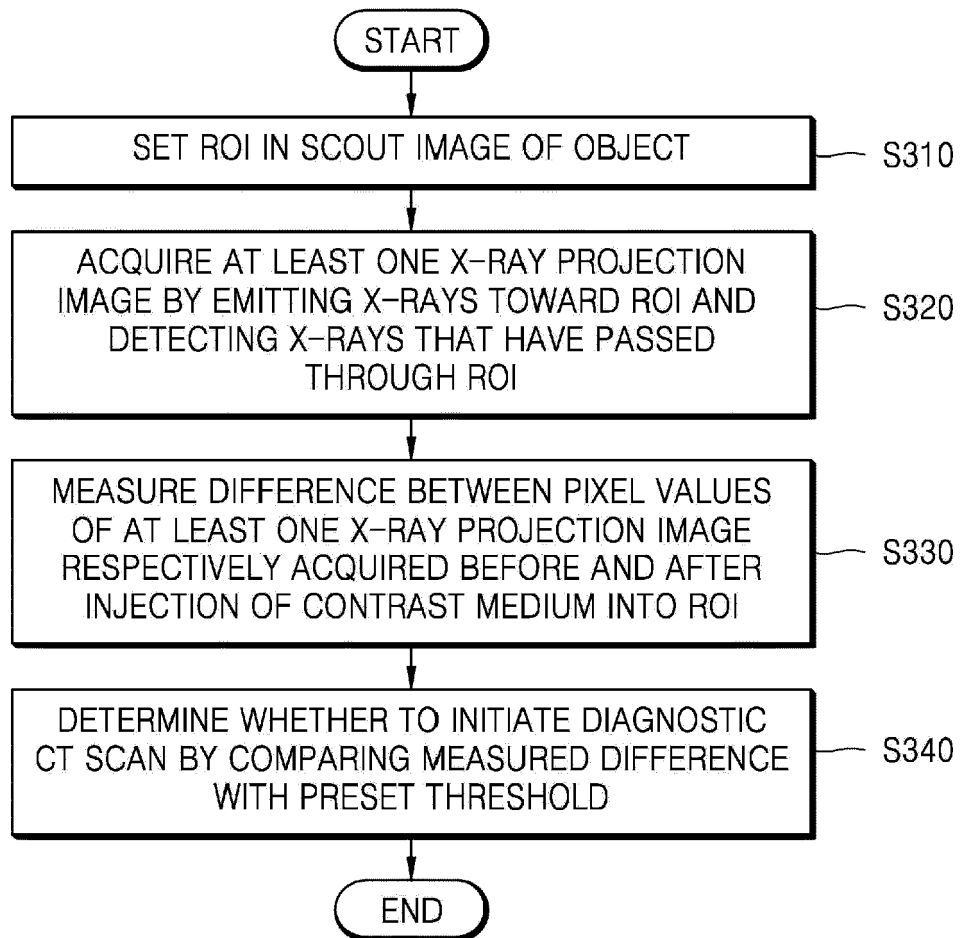 START
SET ROI IN SCOUT IMAGE OF OBJECT
S310
ACQUIRE AT LEAST ONE X-RAY PROJECTION
IMAGE BY EMITTING X-RAYS TOWARD ROI AND
DETECTING X-RAYS THAT HAVE PASSED
THROUGH ROI
S320
MEASURE DIFFERENCE BETWEEN PIXEL VALUES
OF AT LEAST ONE X-RAY PROJECTION IMAGE
RESPECTIVELY ACQUIRED BEFORE AND AFTER
INJECTION OF CONTRAST MEDIUM INTO ROI
S330
DETERMINE WHETHER TO INITIATE DIAGNOSTIC
CT SCAN BY COMPARING MEASURED DIFFERENCE
WITH PRESET THRESHOLD
S340
END